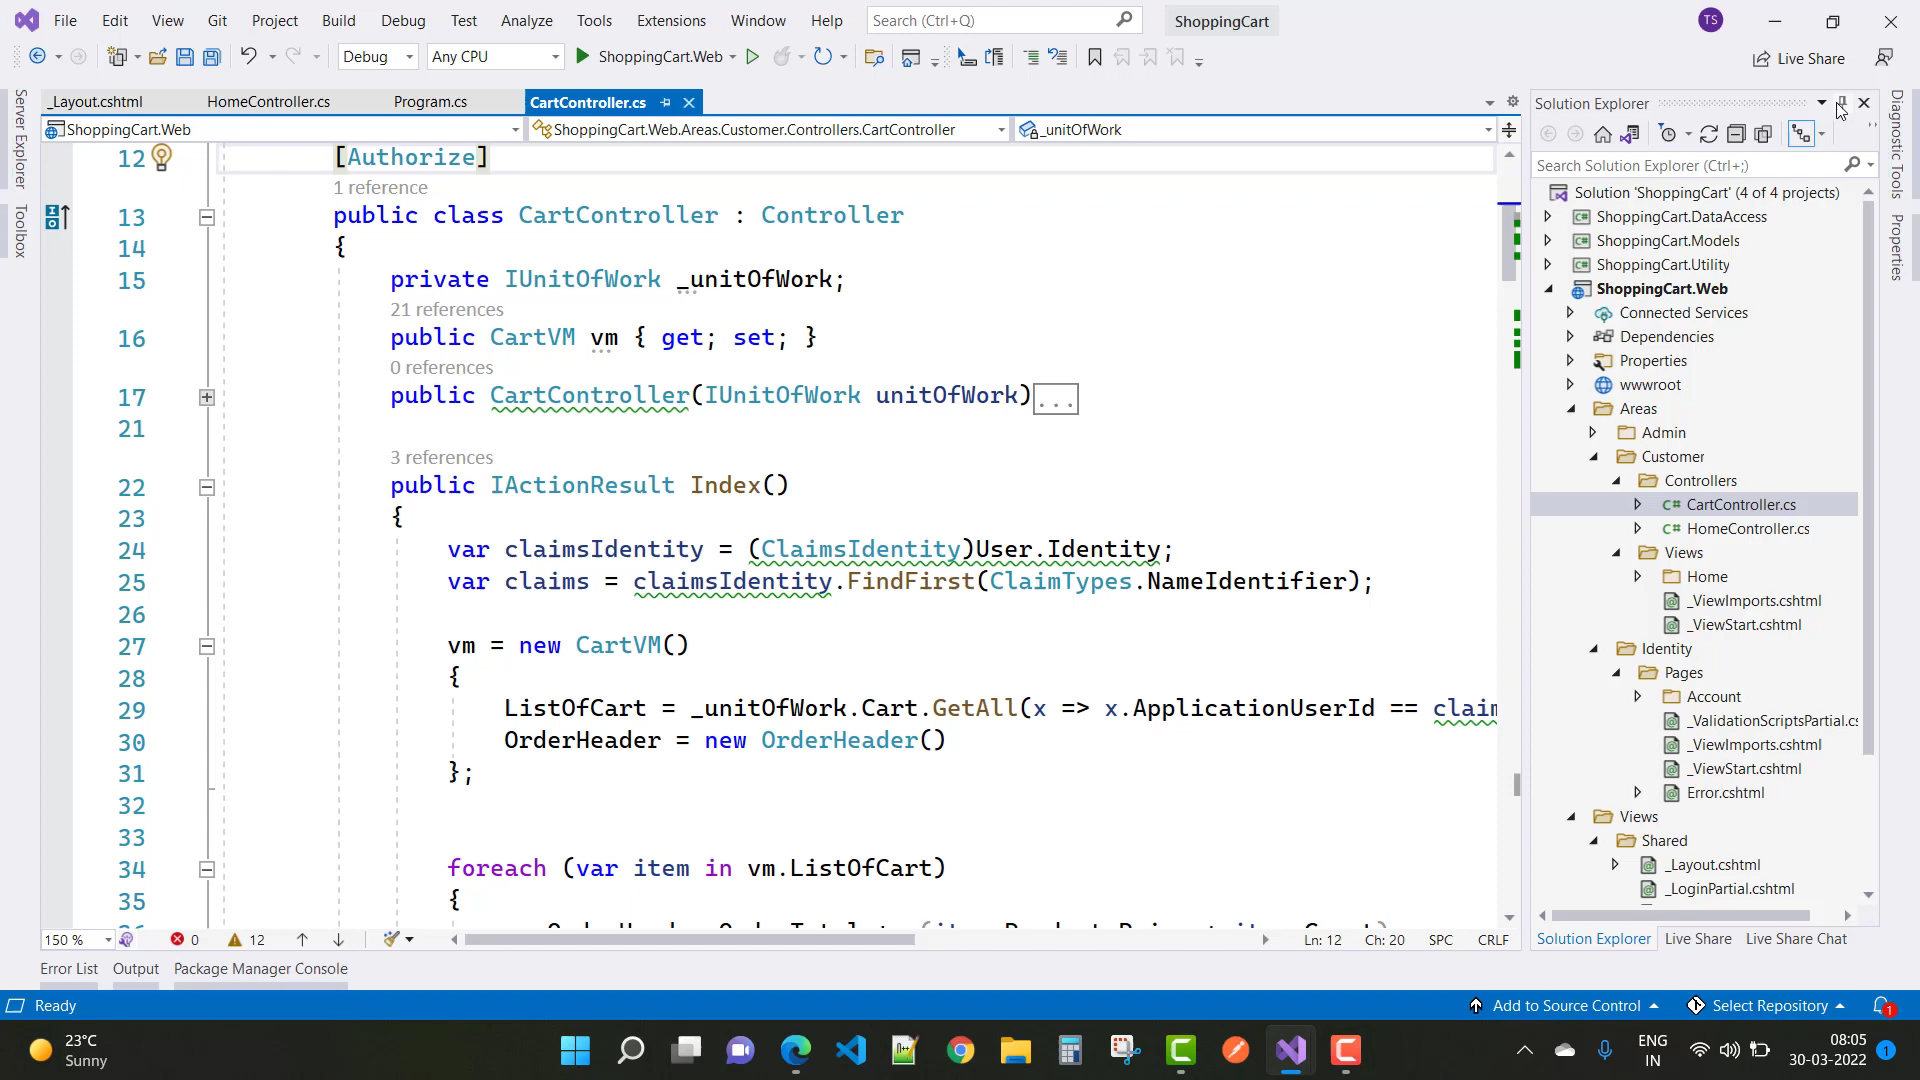 File Edit View Git Project Build Debug Test Analyze Tools Extensions Window Help Search (Ctrl+Q) ShoppingCart TS
Debug Any CPU ShoppingCart.Web Live Share
_Layout.cshtml HomeController.cs Program.cs CartController.cs
ShoppingCart.Web ShoppingCart.Web.Areas.Customer.Controllers.CartController _unitOfWork
Server Explorer
Toolbox
12 [Authorize]
1 reference
13 public class CartController : Controller
14 {
15 private IUnitOfWork _unitOfWork;
21 references
16 public CartVM vm { get; set; }
0 references
17 public CartController(IUnitOfWork unitOfWork)...
21
3 references
22 public IActionResult Index()
23 {
24 var claimsIdentity = (ClaimsIdentity)User.Identity;
25 var claims = claimsIdentity.FindFirst(ClaimTypes.NameIdentifier);
26
27 vm = new CartVM()
28 {
29 ListOfCart = _unitOfWork.Cart.GetAll(x => x.ApplicationUserId == claim
30 OrderHeader = new OrderHeader()
31 };
32
33
34 foreach (var item in vm.ListOfCart)
35 {
150 % 0 12 Ln: 12 Ch: 20 SPC CRLF
Solution Explorer
Search Solution Explorer (Ctrl+;)
Solution 'ShoppingCart' (4 of 4 projects)
ShoppingCart.DataAccess
ShoppingCart.Models
ShoppingCart.Utility
ShoppingCart.Web
Connected Services
Dependencies
Properties
wwwroot
Areas
Admin
Customer
Controllers
C# CartController.cs
C# HomeController.cs
Views
Home
_ViewImports.cshtml
_ViewStart.cshtml
Identity
Pages
Account
_ValidationScriptsPartial.cs
_ViewImports.cshtml
_ViewStart.cshtml
Error.cshtml
Views
Shared
_Layout.cshtml
_LoginPartial.cshtml
Solution Explorer Live Share Live Share Chat
Diagnostic Tools
Properties
Error List Output Package Manager Console
Ready Add to Source Control Select Repository 1
23°C
Sunny
ENG
IN
08:05
30-03-2022
1